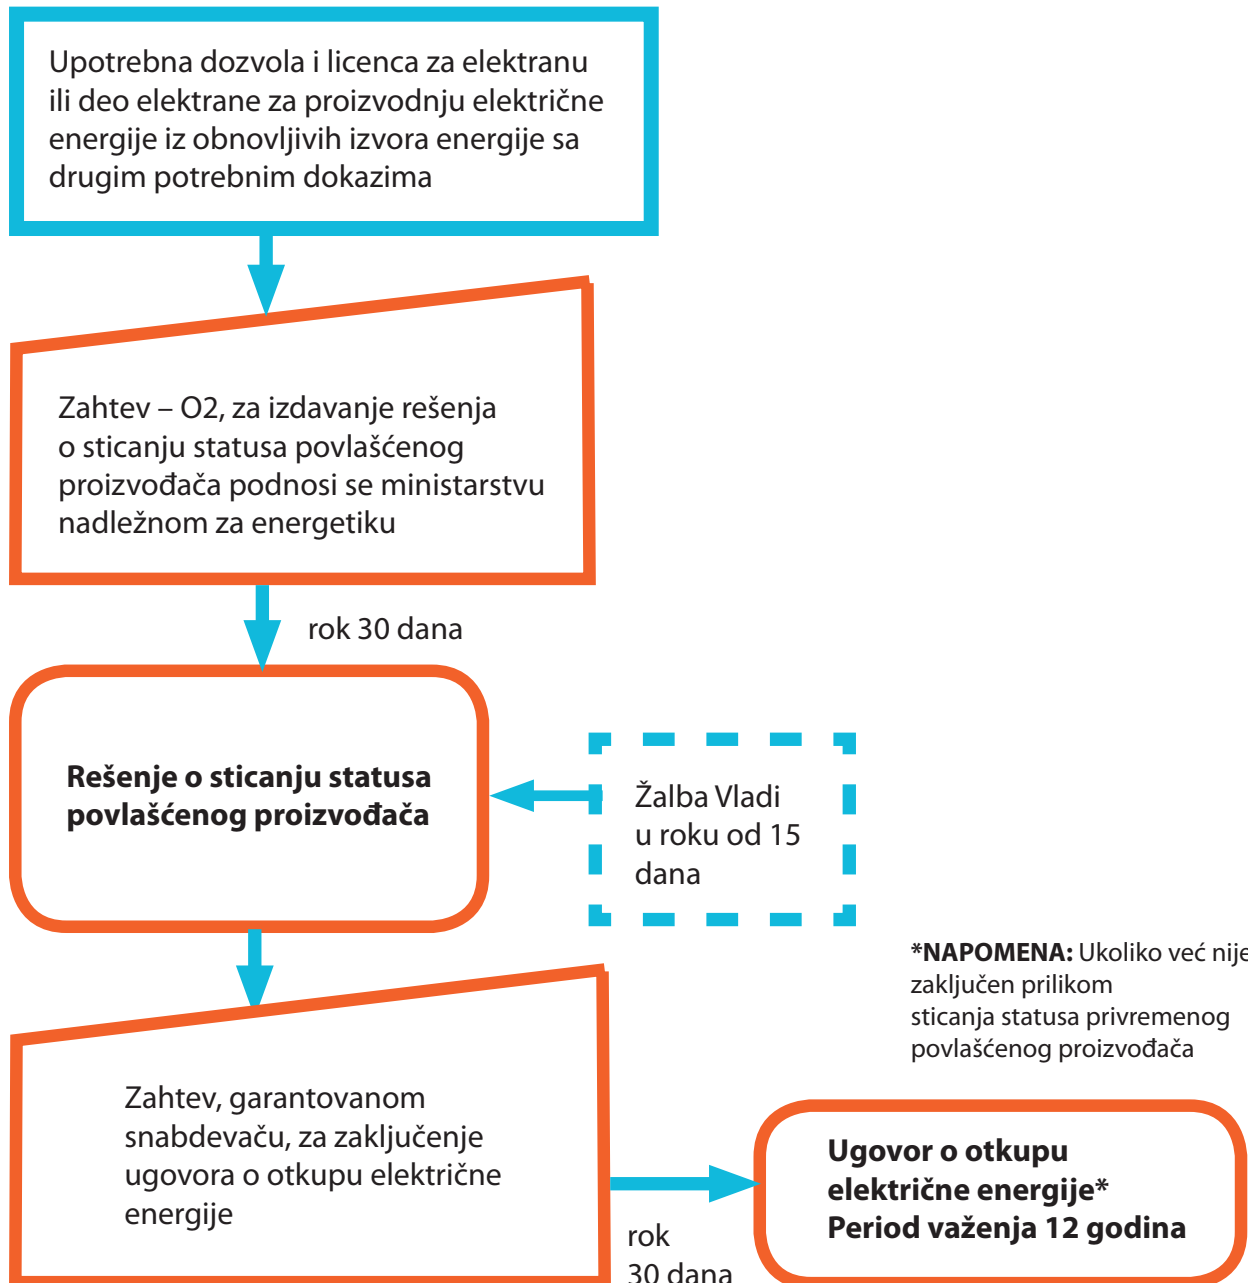 Upotrebna dozvola i licenca za elektranu
ili deo elektrane za proizvodnju električne
energije iz obnovljivih izvora energije sa
drugim potrebnim dokazima
Zahtev – O2, za izdavanje rešenja
o sticanju statusa povlašćenog
proizvođača podnosi se ministarstvu
nadležnom za energetiku
rok 30 dana
Rešenje o sticanju statusa
povlašćenog proizvođača
Žalba Vladi
u roku od 15
dana
*NAPOMENA: Ukoliko već nije
zaključen prilikom
sticanja statusa privremenog
povlašćenog proizvođača
Zahtev, garantovanom
snabdevaču, za zaključenje
ugovora o otkupu električne
energije
rok
30 dana
Ugovor o otkupu
električne energije*
Period važenja 12 godina